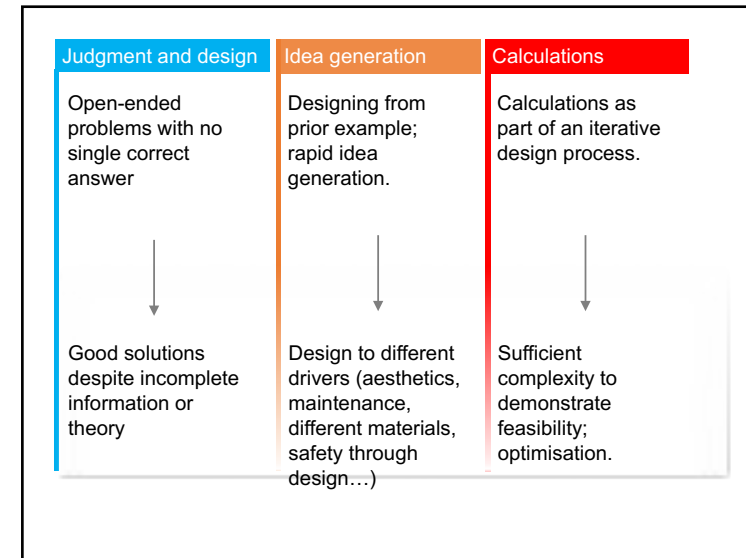 Judgment and design
Open-ended
problems with no
single correct
answer
Good solutions
despite incomplete
information or
theory
Idea generation
Designing from
prior example;
rapid idea
generation.
Design to different
drivers (aesthetics,
maintenance,
different materials,
safety through
design…)
Calculations
Calculations as
part of an iterative
design process.
Sufficient
complexity to
demonstrate
feasibility;
optimisation.